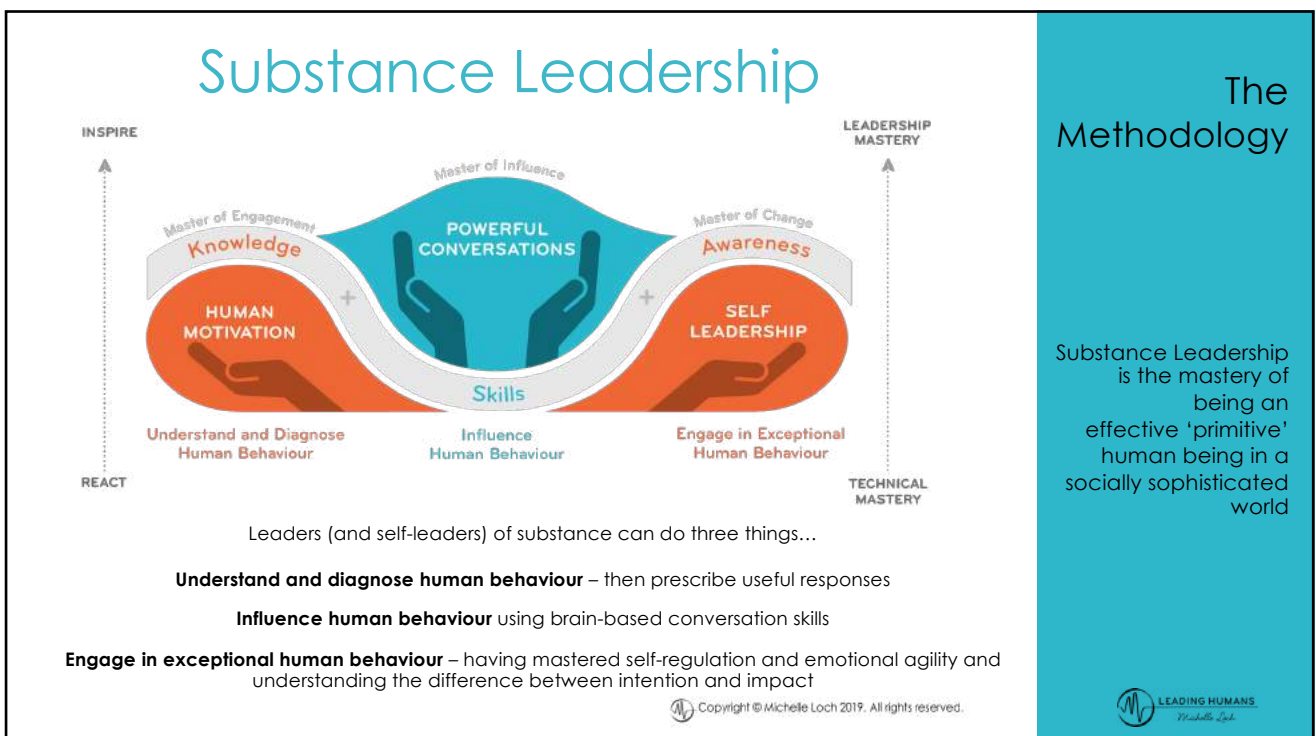 Substance Leadership
INSPIRE
LEADERSHIP
MASTERY
Master of Influence
Master of Engagement
Master of Change
Knowledge
POWERFUL
CONVERSATIONS
Awareness
+
+
HUMAN
MOTIVATION
SELF
LEADERSHIP
Skills
Understand and Diagnose
Human Behaviour
Influence
Human Behaviour
Engage in Exceptional
Human Behaviour
REACT
TECHNICAL
MASTERY
Leaders (and self-leaders) of substance can do three things…
Understand and diagnose human behaviour – then prescribe useful responses
Influence human behaviour using brain-based conversation skills
Engage in exceptional human behaviour – having mastered self-regulation and emotional agility and
understanding the difference between intention and impact
Copyright © Michelle Loch 2019. All rights reserved.
The
Methodology
Substance Leadership
is the mastery of
being an
effective ‘primitive’
human being in a
socially sophisticated
world
LEADING HUMANS
Michelle Loch